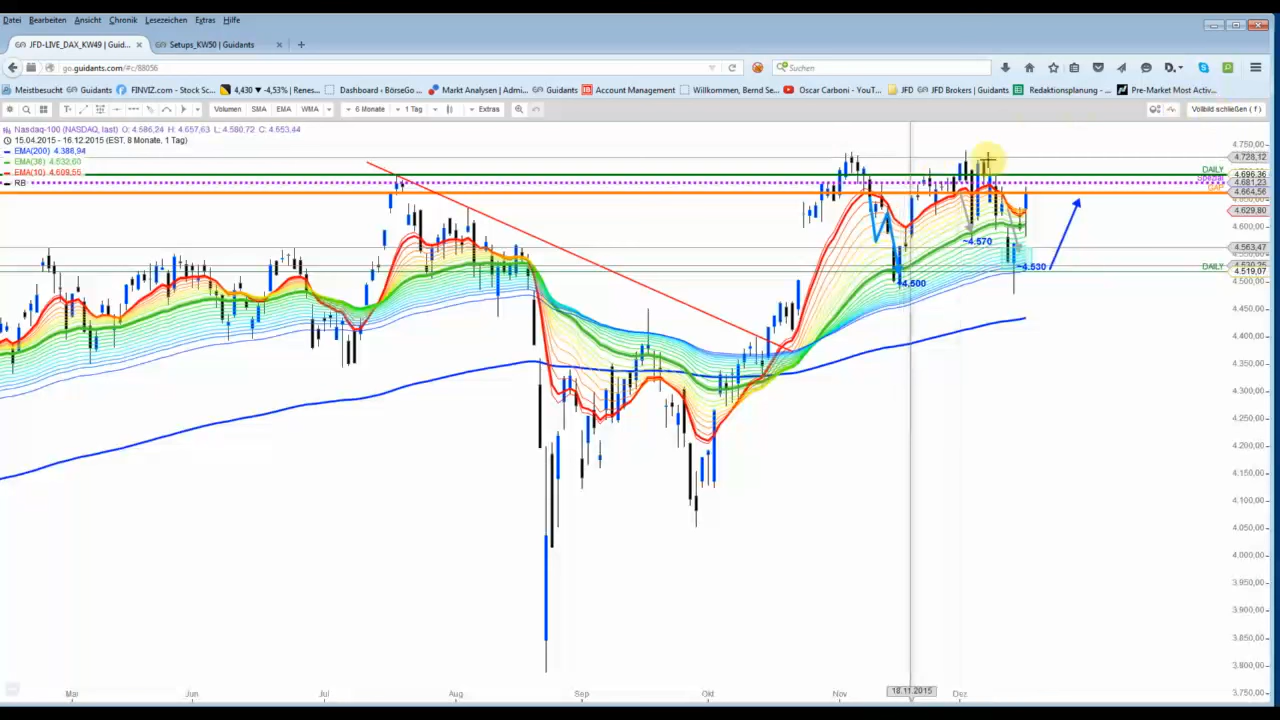 Datei Bearbeiten Ansicht Chronik Lesezeichen Extras Hilfe
JFD-LIVE_DAX_KW49 | Guid... × Setups_KW50 | Guidants × +
go.guidants.com/#c/88056 Suchen
Meistbesucht Guidants FINVIZ.com - Stock Sc... 4,430 ▼ -4,53% | Renes... Dashboard ‹ BörseGo ... Markt Analysen | Admi... Guidants Account Management Willkommen, Bernd Se... Oscar Carboni - YouT... JFD JFD Brokers | Guidants Redaktionsplanung - ... Pre-Market Most Activ...
Volumen SMA EMA WMA 6 Monate 1 Tag Extras Vollbild schließen ( f )
Nasdaq-100 (NASDAQ, last) O: 4.586,24 H: 4.657,63 L: 4.580,72 C: 4.653,44
15.04.2015 - 16.12.2015 (EST, 8 Monate, 1 Tag)
EMA(200) 4.388,94
EMA(38) 4.532,60
EMA(10) 4.609,55
RB
4.750,00
4.728,12
DAILY 4.696,36
Spezial 4.681,23
GAP 4.664,56
4.629,80
~4.570
4.563,47
~4.530
DAILY 4.519,07
4.500,00
~4.500
4.450,00
4.400,00
4.350,00
4.300,00
4.250,00
4.200,00
4.150,00
4.100,00
4.050,00
4.000,00
3.950,00
3.900,00
3.850,00
3.800,00
3.750,00
Mai Jun Jul Aug Sep Okt Nov 18.11.2015 Dez